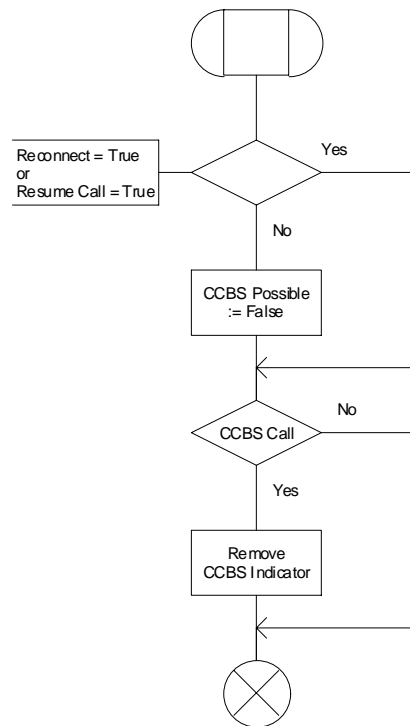 Reconnect = True
or
Resume Call = True
Yes
No
CCBS Possible
:= False
CCBS Call
No
Yes
Remove
CCBS Indicator